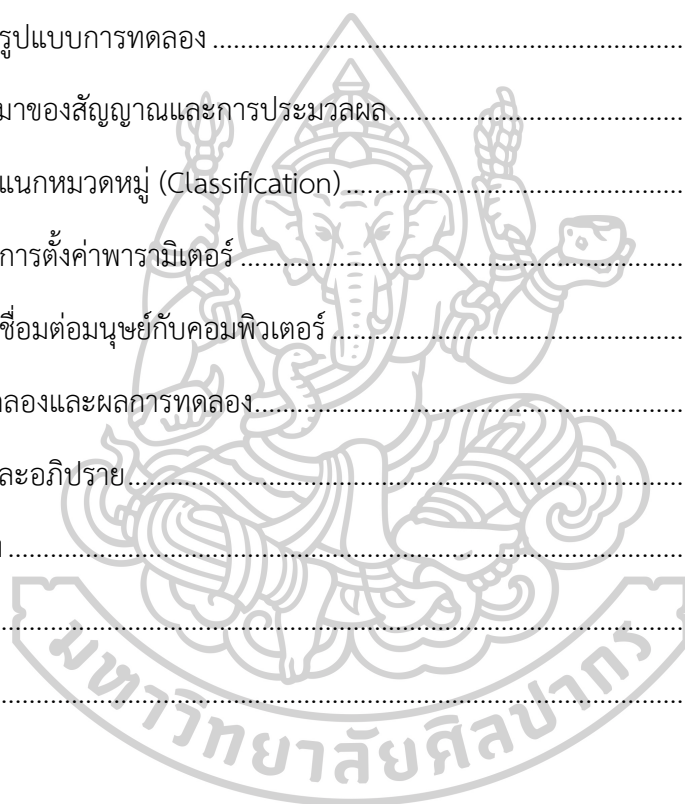 รูปแบบการทดลอง ................................................................
มาของสัญญาณและการประมวลผล........................................
แนกหมวดหมู่ (Classification) .............................................
การตั้งค่าพารามิเตอร์ ............................................................
ชื่อมต่อมนุษย์กับคอมพิวเตอร์ ................................................
ลองและผลการทดลอง..........................................................
ละอภิปราย..........................................................................
..........................................................................................
..........................................................................................
..........................................................................................
มหาวิทยาลัยศิลปากร